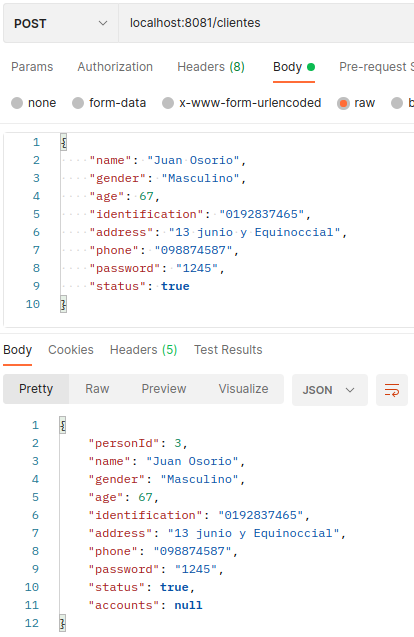 POST localhost:8081/clientes
Params Authorization Headers (8) Body Pre-request S
none form-data x-www-form-urlencoded raw b
1 {
2 "name": "Juan Osorio",
3 "gender": "Masculino",
4 "age": 67,
5 "identification": "0192837465",
6 "address": "13 junio y Equinoccial",
7 "phone": "098874587",
8 "password": "1245",
9 "status": true
10 }
Body Cookies Headers (5) Test Results
Pretty Raw Preview Visualize JSON
1 {
2 "personId": 3,
3 "name": "Juan Osorio",
4 "gender": "Masculino",
5 "age": 67,
6 "identification": "0192837465",
7 "address": "13 junio y Equinoccial",
8 "phone": "098874587",
9 "password": "1245",
10 "status": true,
11 "accounts": null
12 }